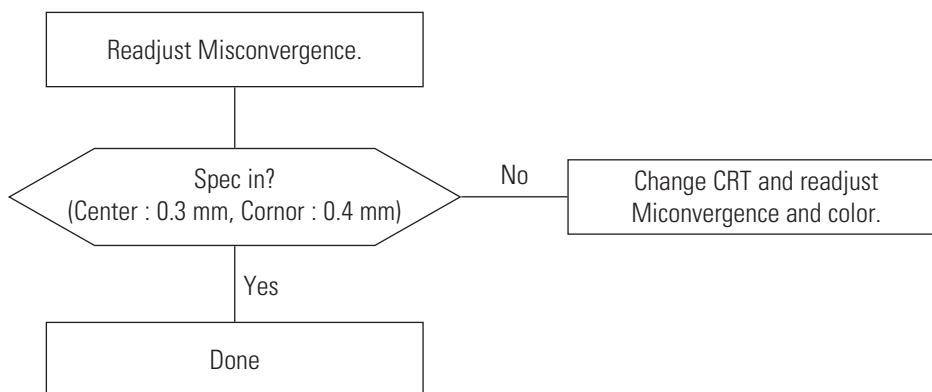 Readjust Misconvergence.
Spec in?
(Center : 0.3 mm, Cornor : 0.4 mm)
No
Change CRT and readjust
Miconvergence and color.
Yes
Done